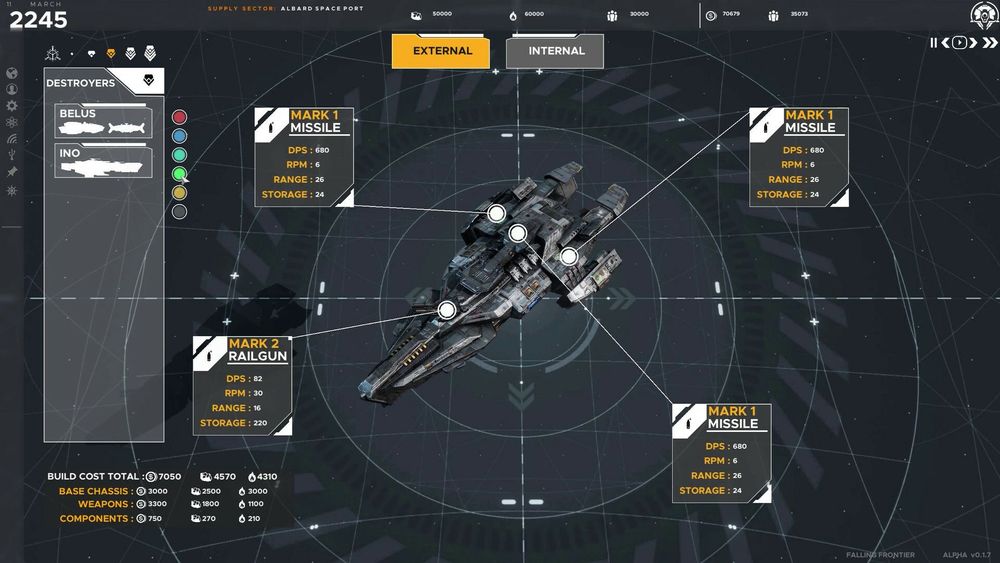 11 MARCH
2245
SUPPLY SECTOR: ALBARD SPACE PORT
50000
60000
30000
70679
35073
EXTERNAL
INTERNAL
DESTROYERS
BELUS
INO
MARK 1
MISSILE
DPS : 680
RPM : 6
RANGE : 26
STORAGE : 24
MARK 1
MISSILE
DPS : 680
RPM : 6
RANGE : 26
STORAGE : 24
MARK 2
RAILGUN
DPS : 82
RPM : 30
RANGE : 16
STORAGE : 220
MARK 1
MISSILE
DPS : 680
RPM : 6
RANGE : 26
STORAGE : 24
BUILD COST TOTAL : 7050 4570 4310
BASE CHASSIS : 3000 2500 3000
WEAPONS : 3300 1800 1100
COMPONENTS : 750 270 210
FALLING FRONTIER ALPHA v0.1.7